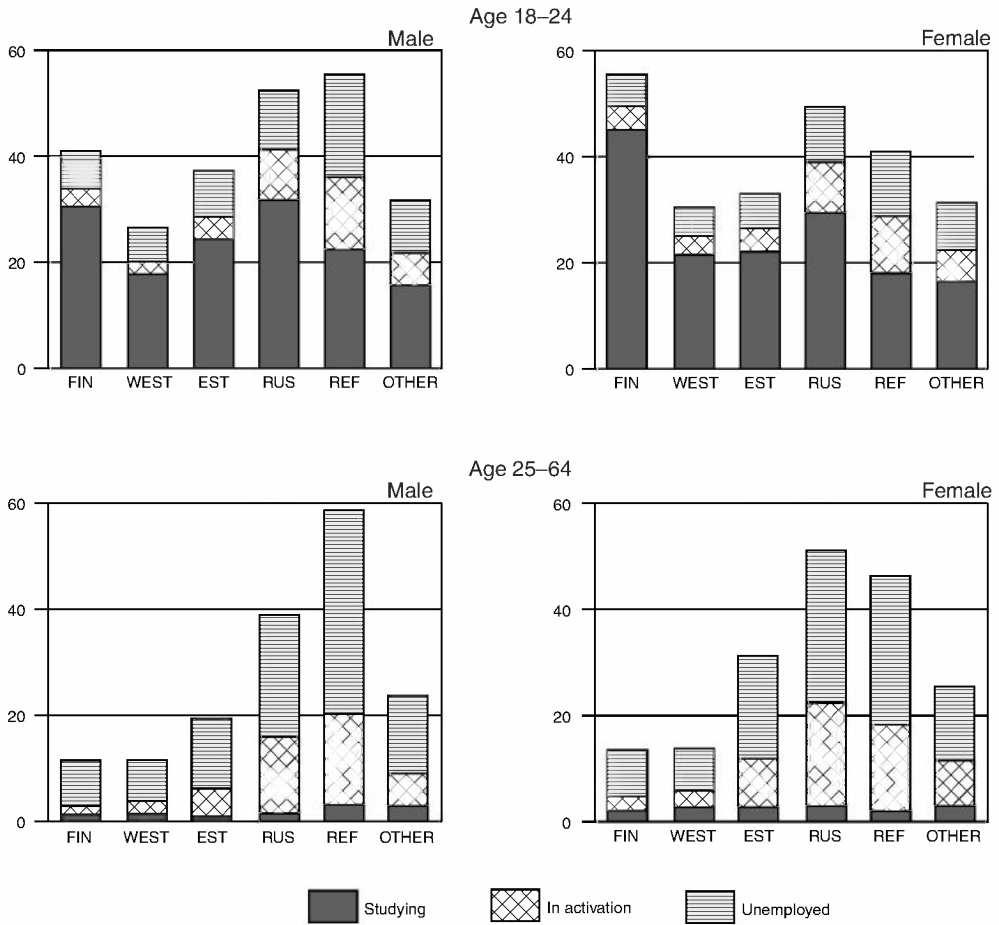 Age 18–24
Male
Female
60
40
20
0
FIN WEST EST RUS REF OTHER
60
40
20
0
FIN WEST EST RUS REF OTHER
Age 25–64
Male
Female
60
40
20
0
FIN WEST EST RUS REF OTHER
60
40
20
0
FIN WEST EST RUS REF OTHER
Studying In activation Unemployed